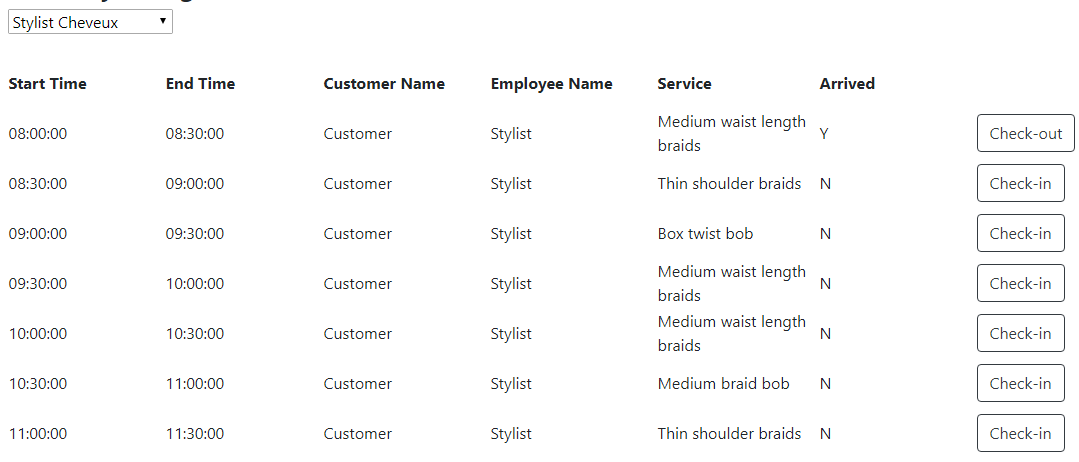 Stylist Cheveux
Start Time End Time Customer Name Employee Name Service Arrived
08:00:00 08:30:00 Customer Stylist Medium waist length braids Y Check-out
08:30:00 09:00:00 Customer Stylist Thin shoulder braids N Check-in
09:00:00 09:30:00 Customer Stylist Box twist bob N Check-in
09:30:00 10:00:00 Customer Stylist Medium waist length braids N Check-in
10:00:00 10:30:00 Customer Stylist Medium waist length braids N Check-in
10:30:00 11:00:00 Customer Stylist Medium braid bob N Check-in
11:00:00 11:30:00 Customer Stylist Thin shoulder braids N Check-in